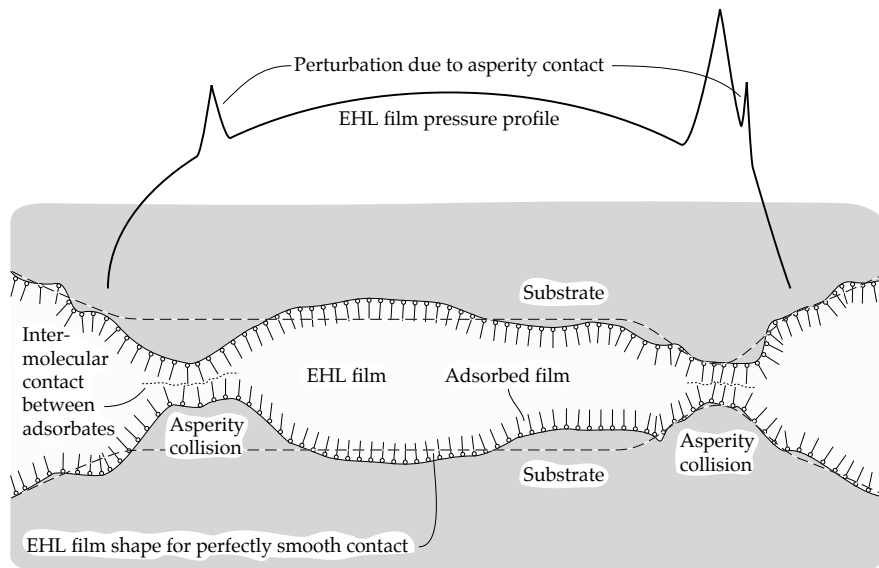 Perturbation due to asperity contact
EHL film pressure profile
Substrate
Inter-
molecular
contact
between
adsorbates
EHL film
Adsorbed film
Asperity
collision
Asperity
collision
Substrate
EHL film shape for perfectly smooth contact